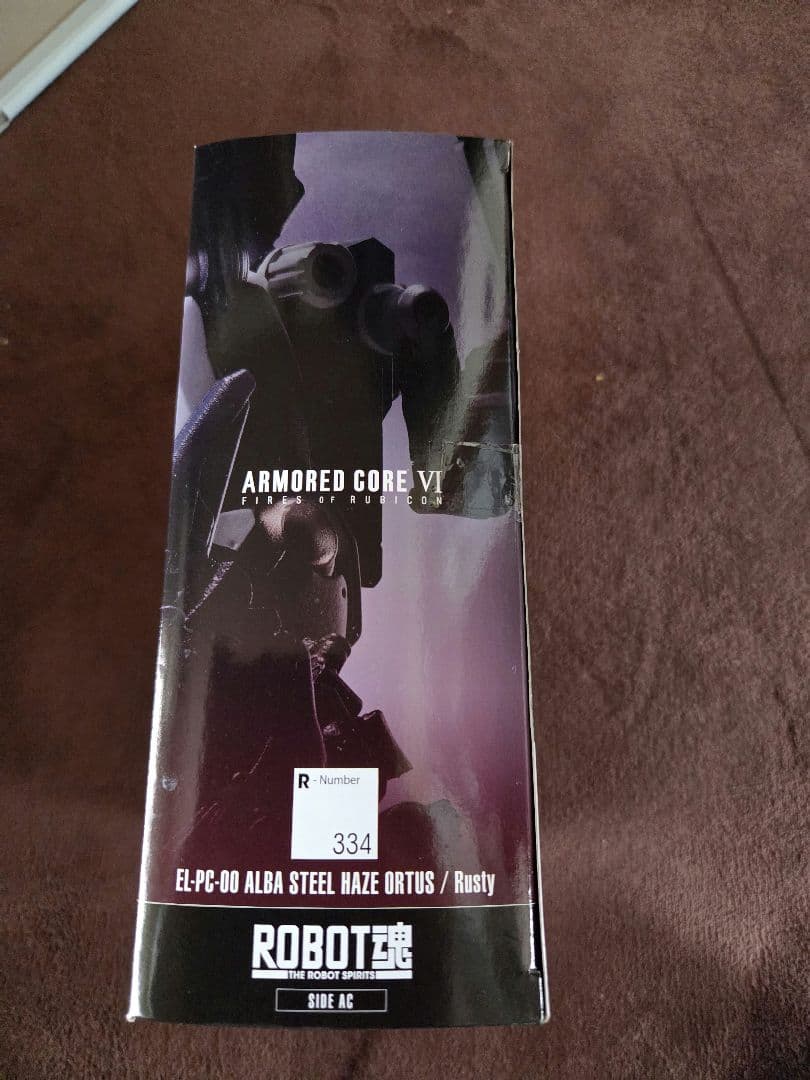 ARMORED CORE VI
FIRES OF RUBICON
R - Number
334
EL-PC-00 ALBA STEEL HAZE ORTUS / Rusty
ROBOT魂
THE ROBOT SPIRITS
SIDE AC